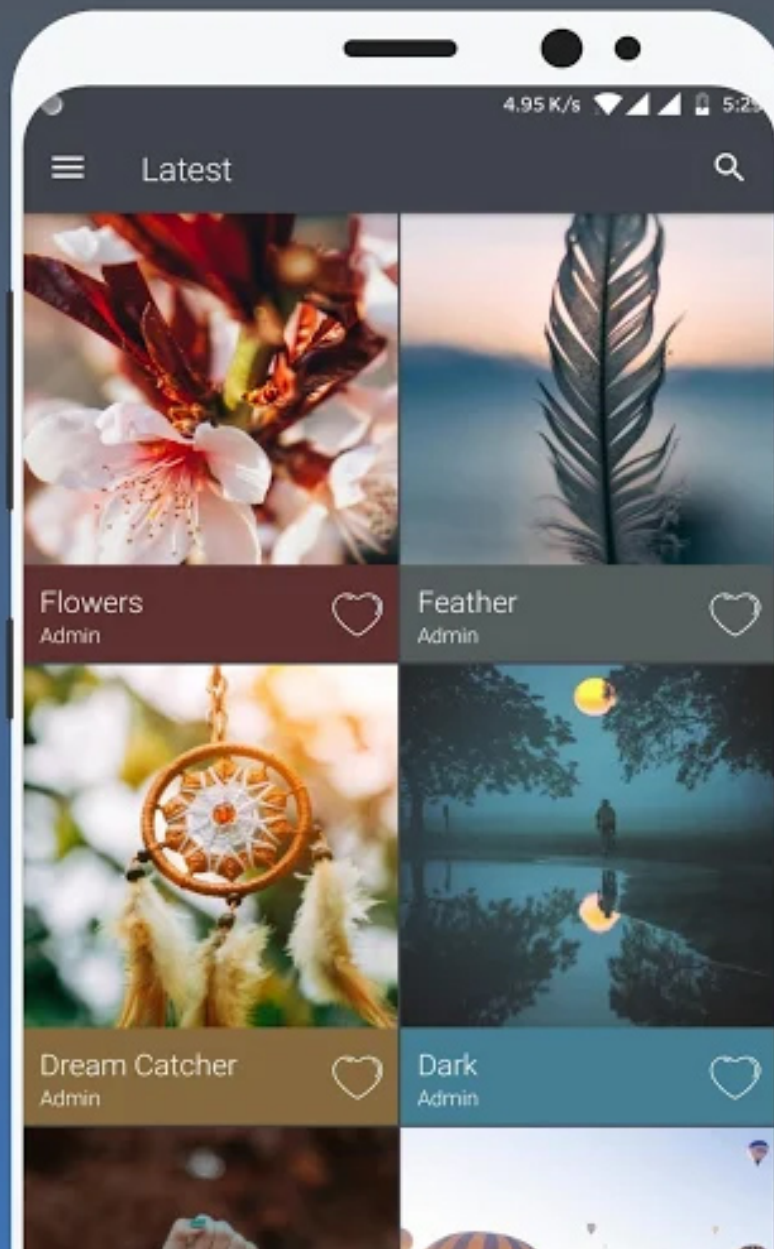 4.95 K/s
Latest
Flowers
Admin
Feather
Admin
Dream Catcher
Admin
Dark
Admin